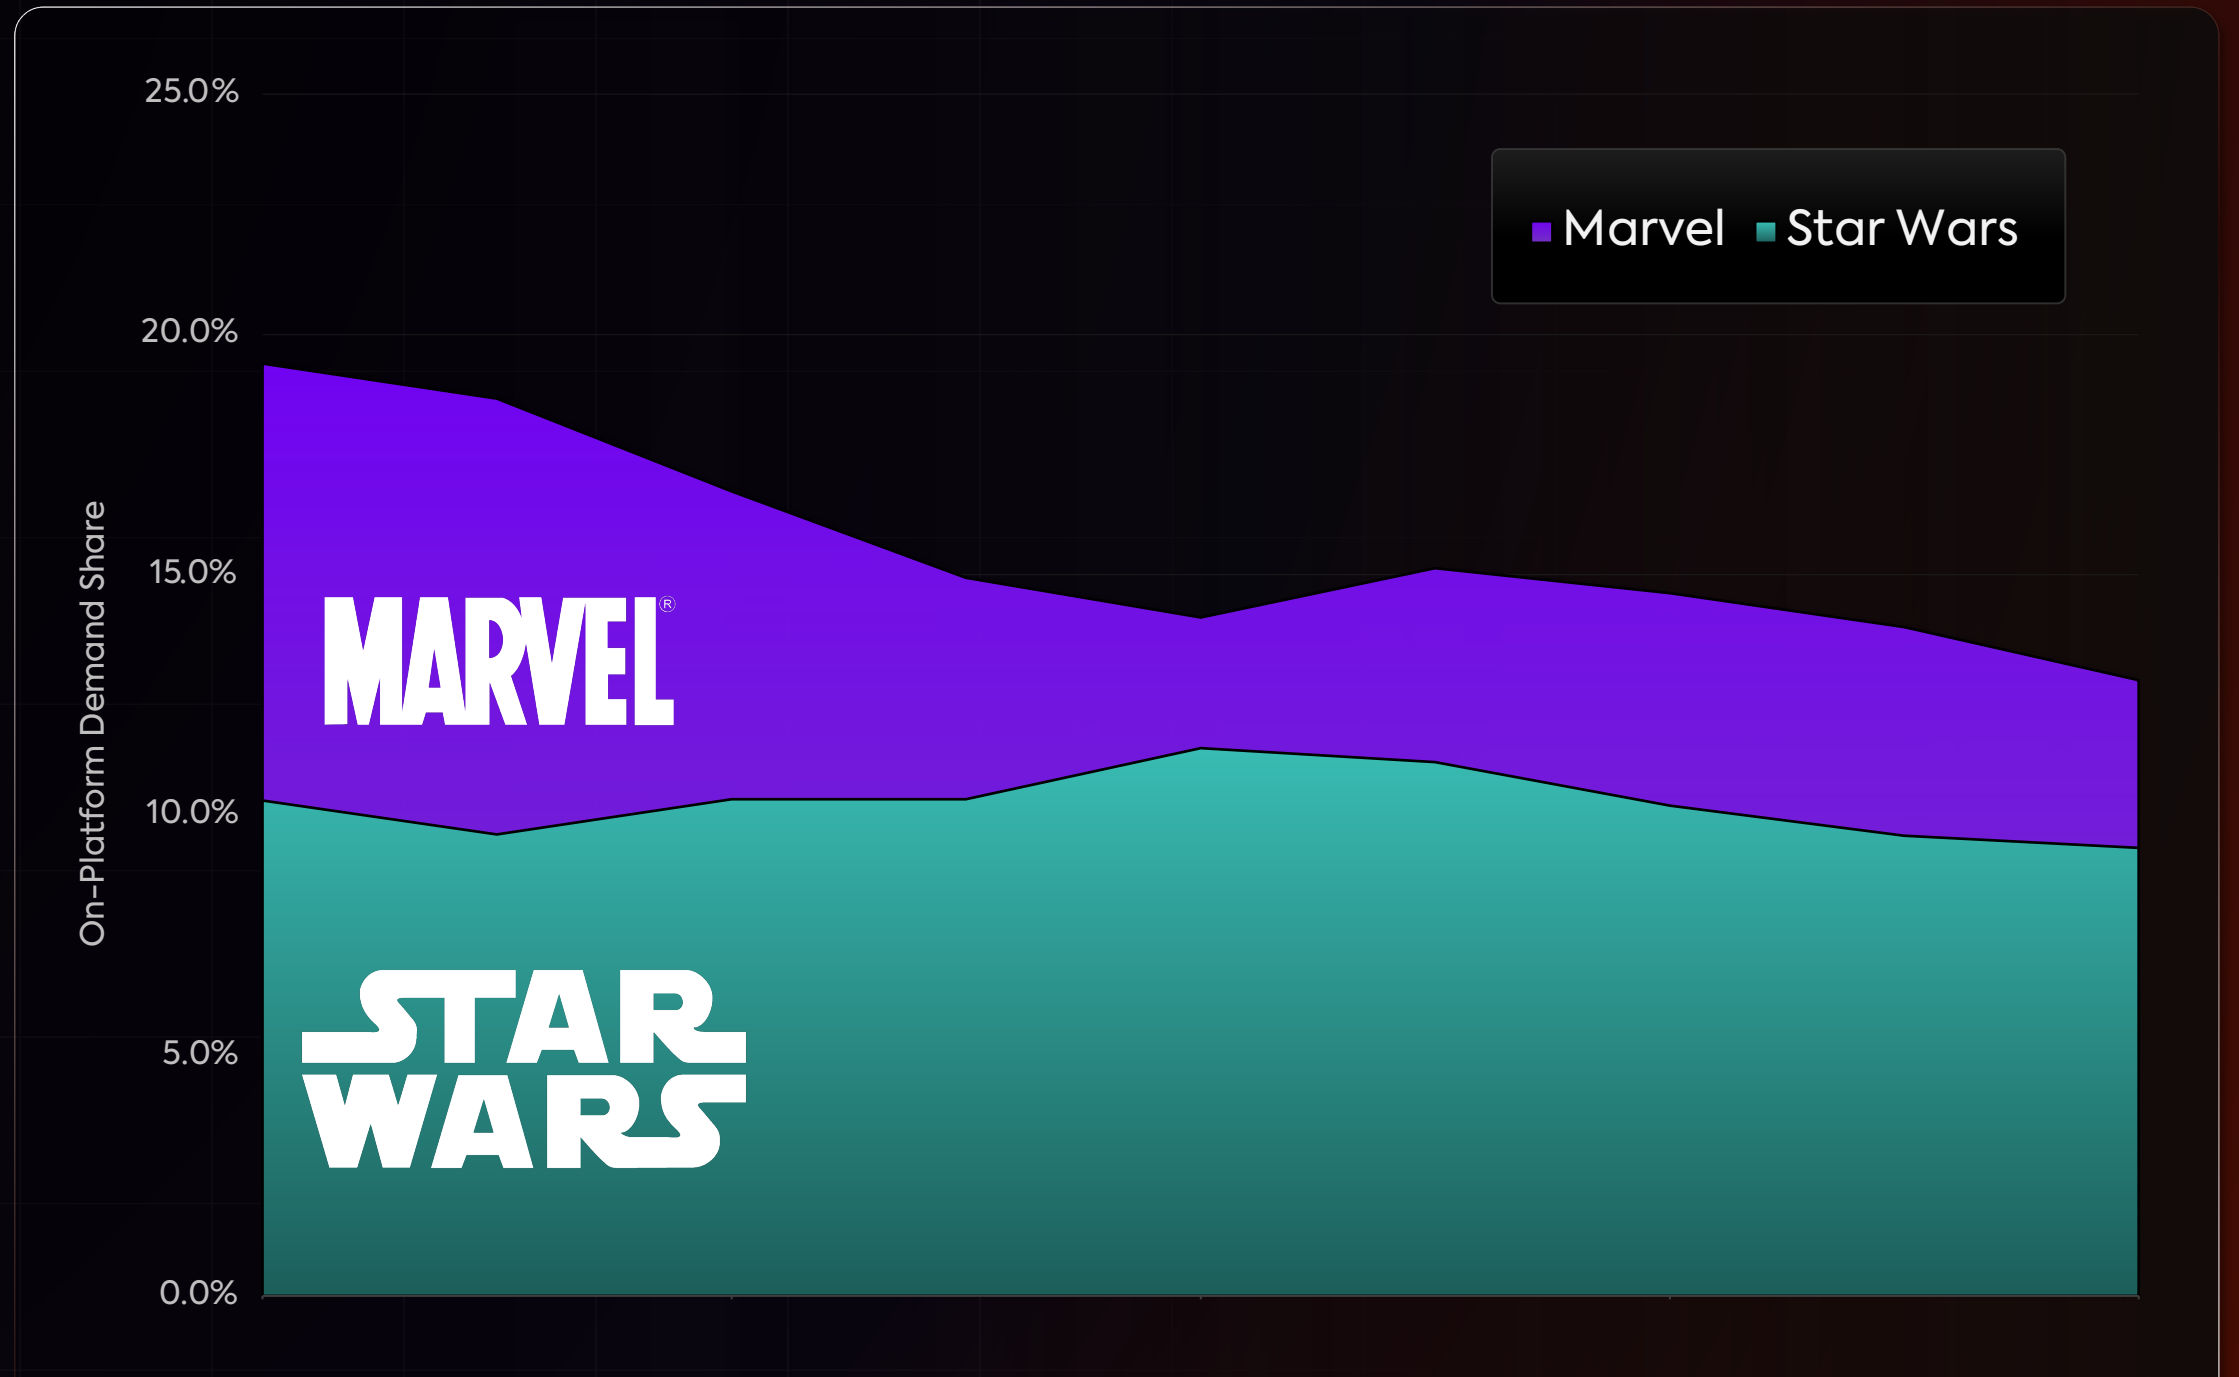 25.0%
Marvel Star Wars
20.0%
15.0%
MARVEL®
10.0%
On-Platform Demand Share
STAR
WARS
5.0%
0.0%